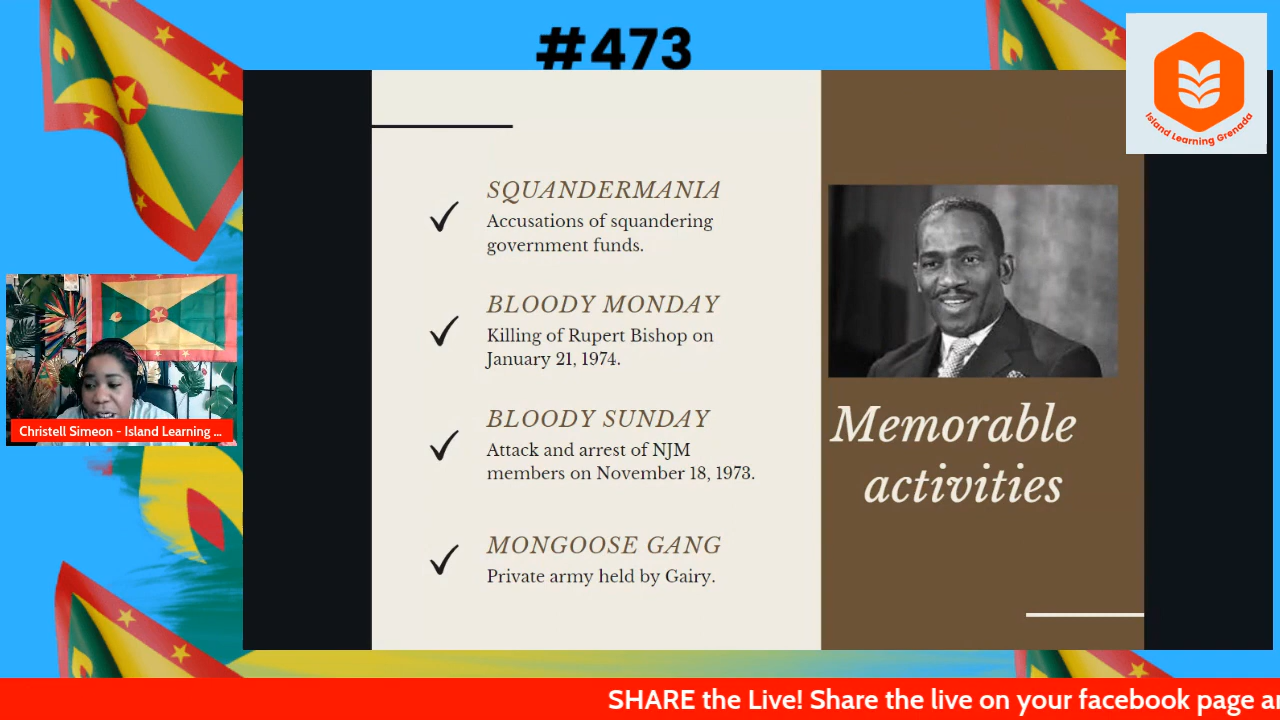 #473
Island Learning Grenada
SQUANDERMANIA
Accusations of squandering
government funds.
BLOODY MONDAY
Killing of Rupert Bishop on
January 21, 1974.
BLOODY SUNDAY
Attack and arrest of NJM
members on November 18, 1973.
MONGOOSE GANG
Private army held by Gairy.
Memorable
activities
Christell Simeon - Island Learning ...
SHARE the Live! Share the live on your facebook page